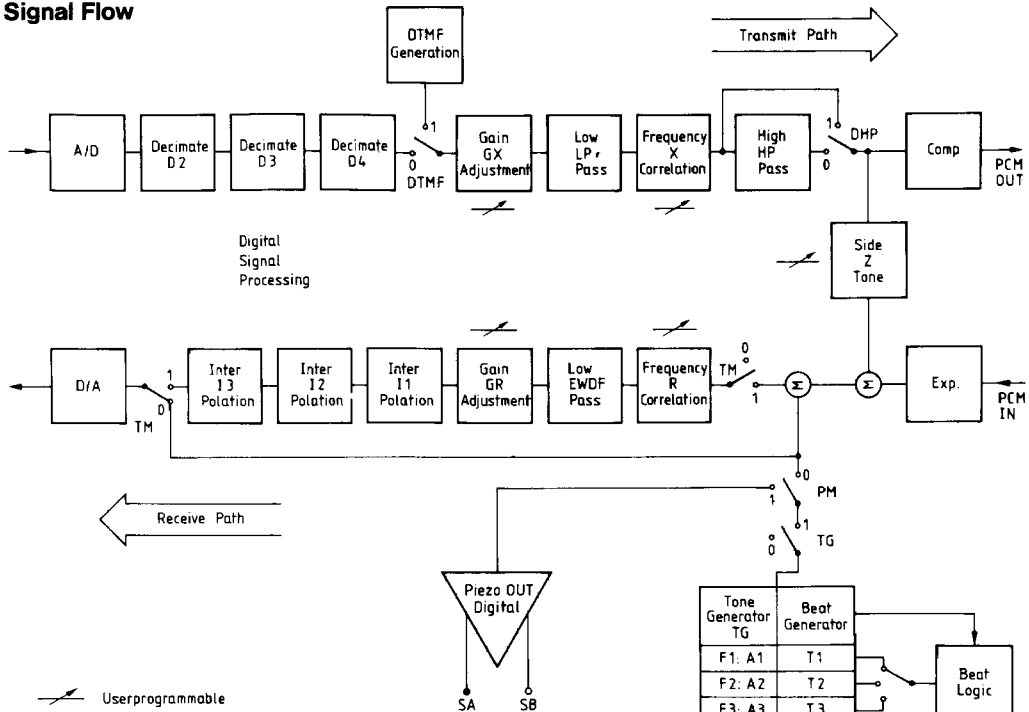 Signal Flow
DTMF
Generation
Transmit Path
A/D
Decimate
D2
Decimate
D3
Decimate
D4
1
0
DTMF
Gain
GX
Adjustment
Low
LP
Pass
Frequency
X
Correlation
High
HP
Pass
1
0
DHP
Comp
PCM
OUT
Digital
Signal
Processing
Side
Z
Tone
D/A
1
0
TM
Inter
I3
Polation
Inter
I2
Polation
Inter
I1
Polation
Gain
GR
Adjustment
Low
EWDF
Pass
Frequency
R
Correlation
0
TM
1
Σ
Σ
Exp.
PCM
IN
Receive Path
0
1
PM
1
0
TG
Piezo OUT
Digital
SA
SB
Tone
Generator
TG
Beat
Generator
F1: A1 T1
F2: A2 T2
F3: A3 T3
Beat
Logic
Userprogrammable